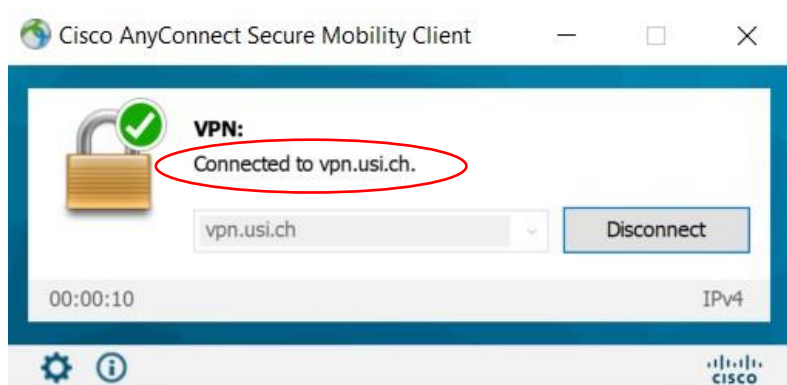 Cisco AnyConnect Secure Mobility Client
VPN:
Connected to vpn.usi.ch.
vpn.usi.ch
Disconnect
00:00:10
IPv4
CISCO